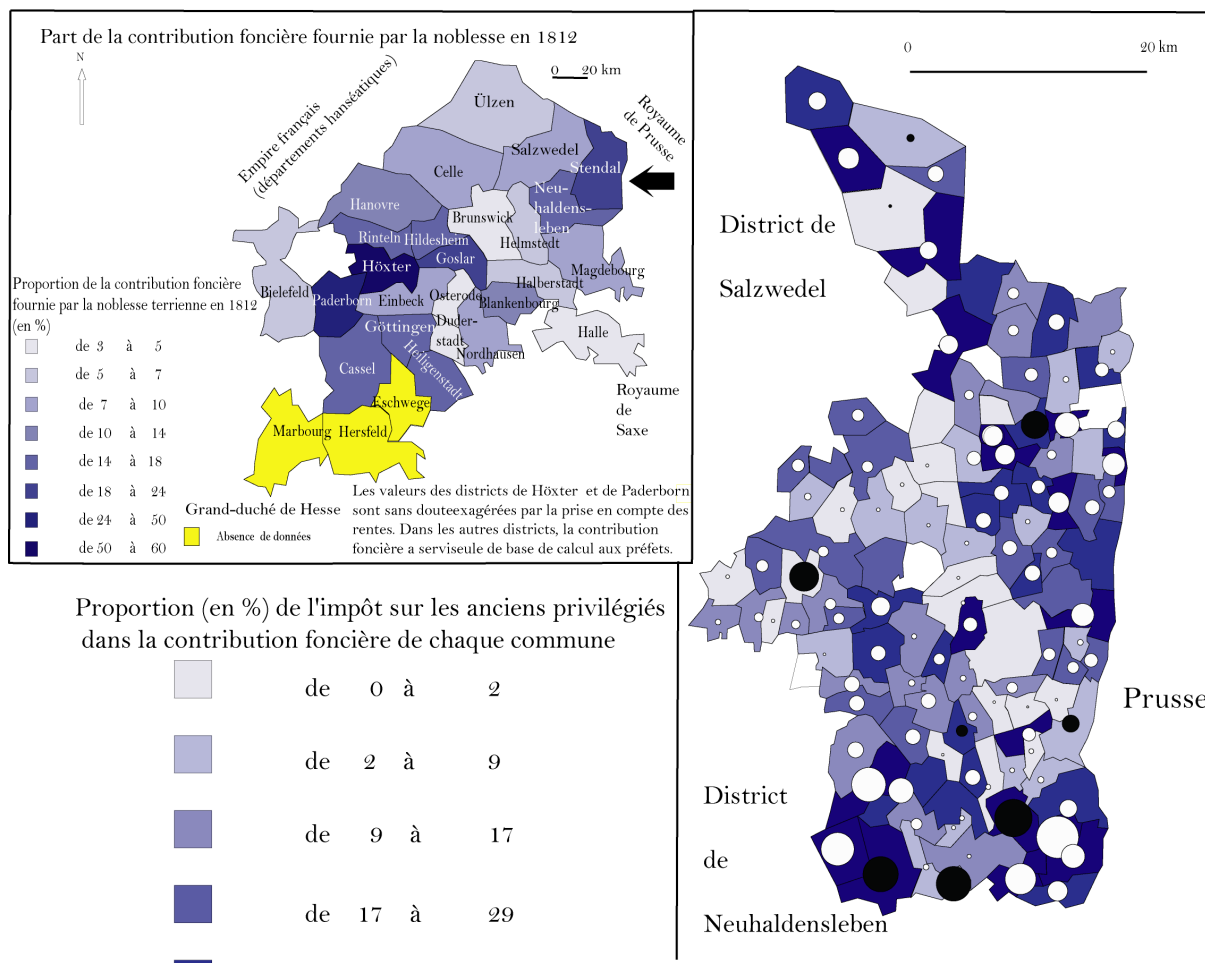 Part de la contribution foncière fournie par la noblesse en 1812
N
0 20 km
Empire français
(départements hanséatiques)
Royaume
de Prusse
Ülzen
Salzwedel
Stendal
Celle
Neu-
haldens-
leben
Hanovre
Brunswick
Rinteln
Hildesheim
Helmstedt
Goslar
Höxter
Magdebourg
Halberstadt
Bielefeld
Paderborn
Einbeck
Osterode
Blankenbourg
Göttingen
Duder-
stadt
Halle
Nordhausen
Cassel
Heiligenstadt
Eschwege
Royaume
de
Saxe
Marbourg
Hersfeld
Grand-duché de Hesse
Absence de données
Proportion de la contribution foncière
fournie par la noblesse terrienne en 1812
(en %)
de 3 à 5
de 5 à 7
de 7 à 10
de 10 à 14
de 14 à 18
de 18 à 24
de 24 à 50
de 50 à 60
Les valeurs des districts de Höxter et de Paderborn
sont sans douteexagérées par la prise en compte des
rentes. Dans les autres districts, la contribution
foncière a serviseule de base de calcul aux préfets.
Proportion (en %) de l'impôt sur les anciens privilégiés
dans la contribution foncière de chaque commune
de 0 à 2
de 2 à 9
de 9 à 17
de 17 à 29
0 20 km
District de
Salzwedel
Prusse
District
de
Neuhaldensleben